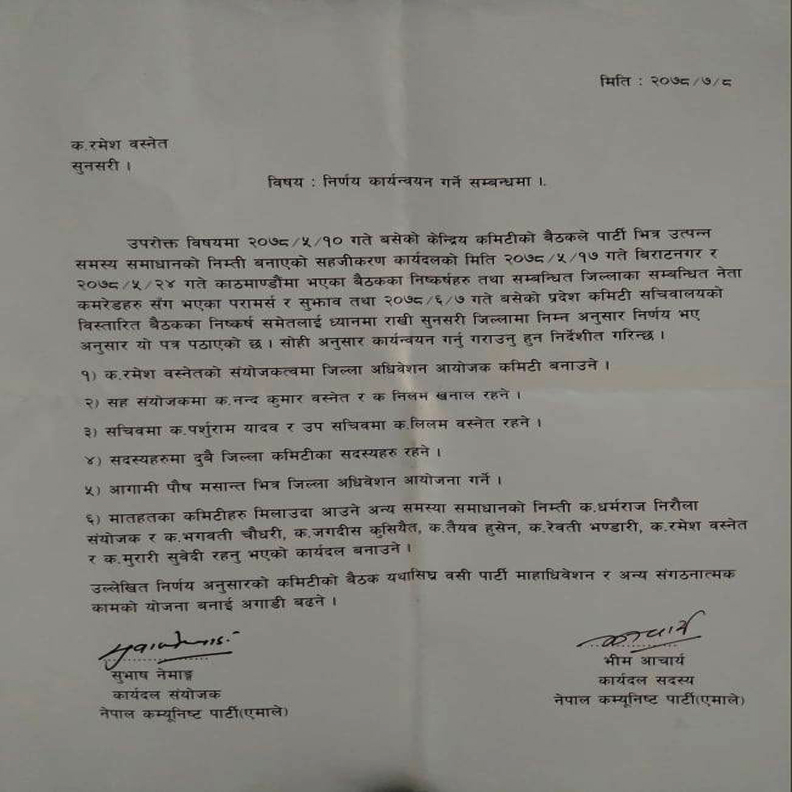 मिति : २०७८/७/८
क.रमेश वस्नेत
सुनसरी ।
विषय : निर्णय कार्यन्वयन गर्ने सम्बन्धमा ।.
उपरोक्त विषयमा २०७८/५/१० गते बसेको केन्द्रिय कमिटीको बैठकले पार्टी भित्र उत्पन्न
समस्य समाधानको निम्ती बनाएको सहजीकरण कार्यदलको मिति २०७८/५/१७ गते बिराटनगर र
२०७८/५/२४ गते काठमाण्डौमा भएका बैठकका निष्कर्षहरु तथा सम्बन्धित जिल्लाका सम्बन्धित नेता
कमरेडहरु सँग भएका परामर्स र सुझाव तथा २०७८/६/७ गते बसेको प्रदेश कमिटी सचिवालयको
विस्तारित बैठकका निष्कर्ष समेतलाई ध्यानमा राखी सुनसरी जिल्लामा निम्न अनुसार निर्णय भए
अनुसार यो पत्र पठाएको छ । सोही अनुसार कार्यन्वयन गर्नु गराउनु हुन निर्देशीत गरिन्छ ।
१) क.रमेश वस्नेतको संयोजकत्वमा जिल्ला अधिवेशन आयोजक कमिटी बनाउने ।
२) सह संयोजकमा क.नन्द कुमार वस्नेत र क निलम खनाल रहने ।
३) सचिवमा क.पर्शुराम यादव र उप सचिवमा क.लिलम वस्नेत रहने ।
४) सदस्यहरुमा दुबै जिल्ला कमिटीका सदस्यहरु रहने ।
५) आगामी पौष मसान्त भित्र जिल्ला अधिवेशन आयोजना गर्ने ।
६) मातहतका कमिटीहरु मिलाउदा आउने अन्य समस्या समाधानको निम्ती क.धर्मराज निरौला
संयोजक र क.भगवती चौधरी, क.जगदीस कुसियैत, क.तैयव हुसेन, क.रेवती भण्डारी, क.रमेश वस्नेत
र क.मुरारी सुवेदी रहनु भएको कार्यदल बनाउने ।
उल्लेखित निर्णय अनुसारको कमिटीको बैठक यथासिघ्र वसी पार्टी माहाधिवेशन र अन्य संगठनात्मक
कामको योजना बनाई अगाडी बढने ।
सुभाष नेमाङ्ग
कार्यदल संयोजक
नेपाल कम्यूनिष्ट पार्टी(एमाले)
भीम आचार्य
कार्यदल सदस्य
नेपाल कम्यूनिष्ट पार्टी(एमाले)